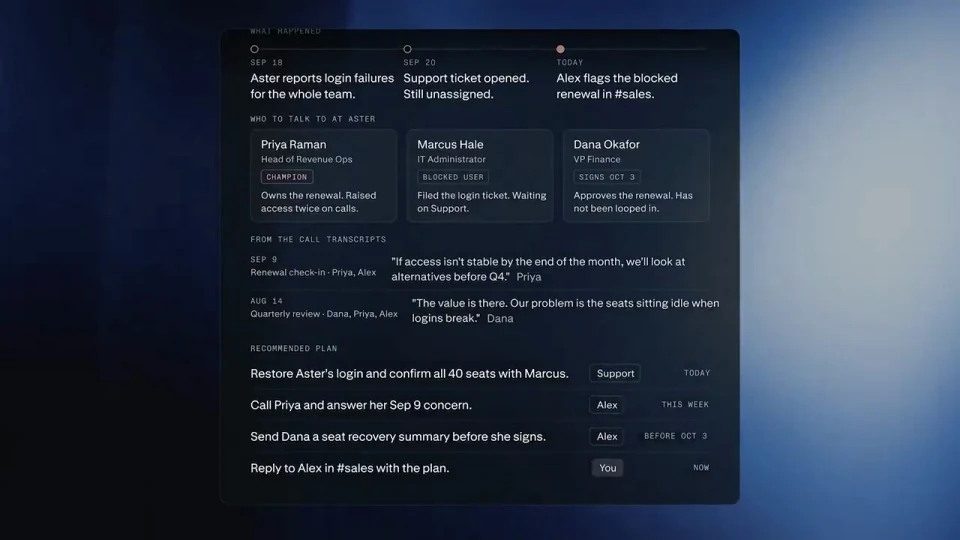 WHAT HAPPENED
SEP 18
Aster reports login failures
for the whole team.
SEP 20
Support ticket opened.
Still unassigned.
TODAY
Alex flags the blocked
renewal in #sales.
WHO TO TALK TO AT ASTER
Priya Raman
Head of Revenue Ops
CHAMPION
Owns the renewal. Raised
access twice on calls.
Marcus Hale
IT Administrator
BLOCKED USER
Filed the login ticket. Waiting
on Support.
Dana Okafor
VP Finance
SIGNS OCT 3
Approves the renewal. Has
not been looped in.
FROM THE CALL TRANSCRIPTS
SEP 9
Renewal check-in · Priya, Alex
"If access isn't stable by the end of the month, we'll look at
alternatives before Q4." Priya
AUG 14
Quarterly review · Dana, Priya, Alex
"The value is there. Our problem is the seats sitting idle when
logins break." Dana
RECOMMENDED PLAN
Restore Aster's login and confirm all 40 seats with Marcus. Support TODAY
Call Priya and answer her Sep 9 concern. Alex THIS WEEK
Send Dana a seat recovery summary before she signs. Alex BEFORE OCT 3
Reply to Alex in #sales with the plan. You NOW